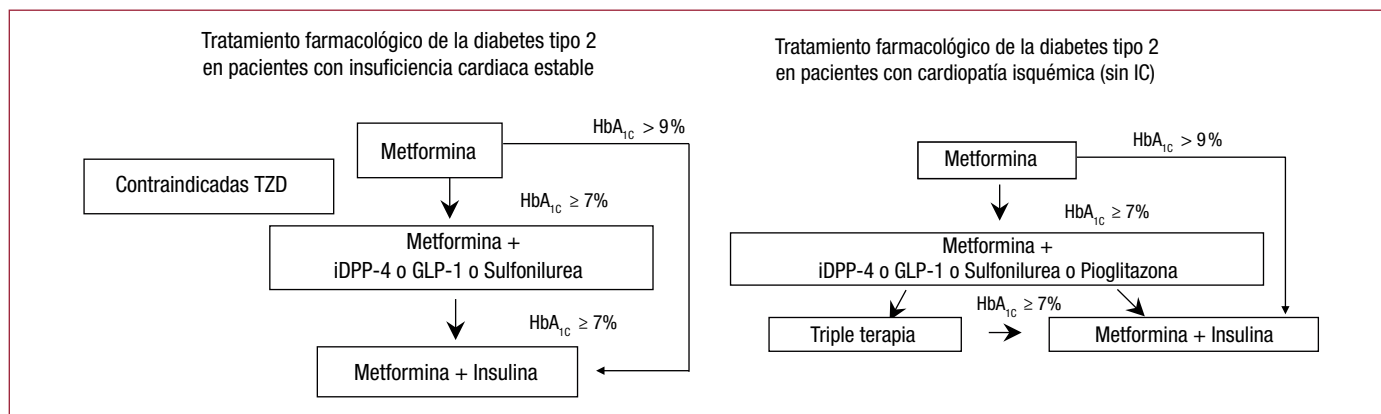 Tratamiento farmacológico de la diabetes tipo 2
en pacientes con insuficiencia cardiaca estable
HbA1C > 9%
Metformina
Contraindicadas TZD
HbA1C ≥ 7%
Metformina +
iDPP-4 o GLP-1 o Sulfonilurea
HbA1C ≥ 7%
Metformina + Insulina
Tratamiento farmacológico de la diabetes tipo 2
en pacientes con cardiopatía isquémica (sin IC)
HbA1C > 9%
Metformina
HbA1C ≥ 7%
Metformina +
iDPP-4 o GLP-1 o Sulfonilurea o Pioglitazona
HbA1C ≥ 7%
Triple terapia
Metformina + Insulina